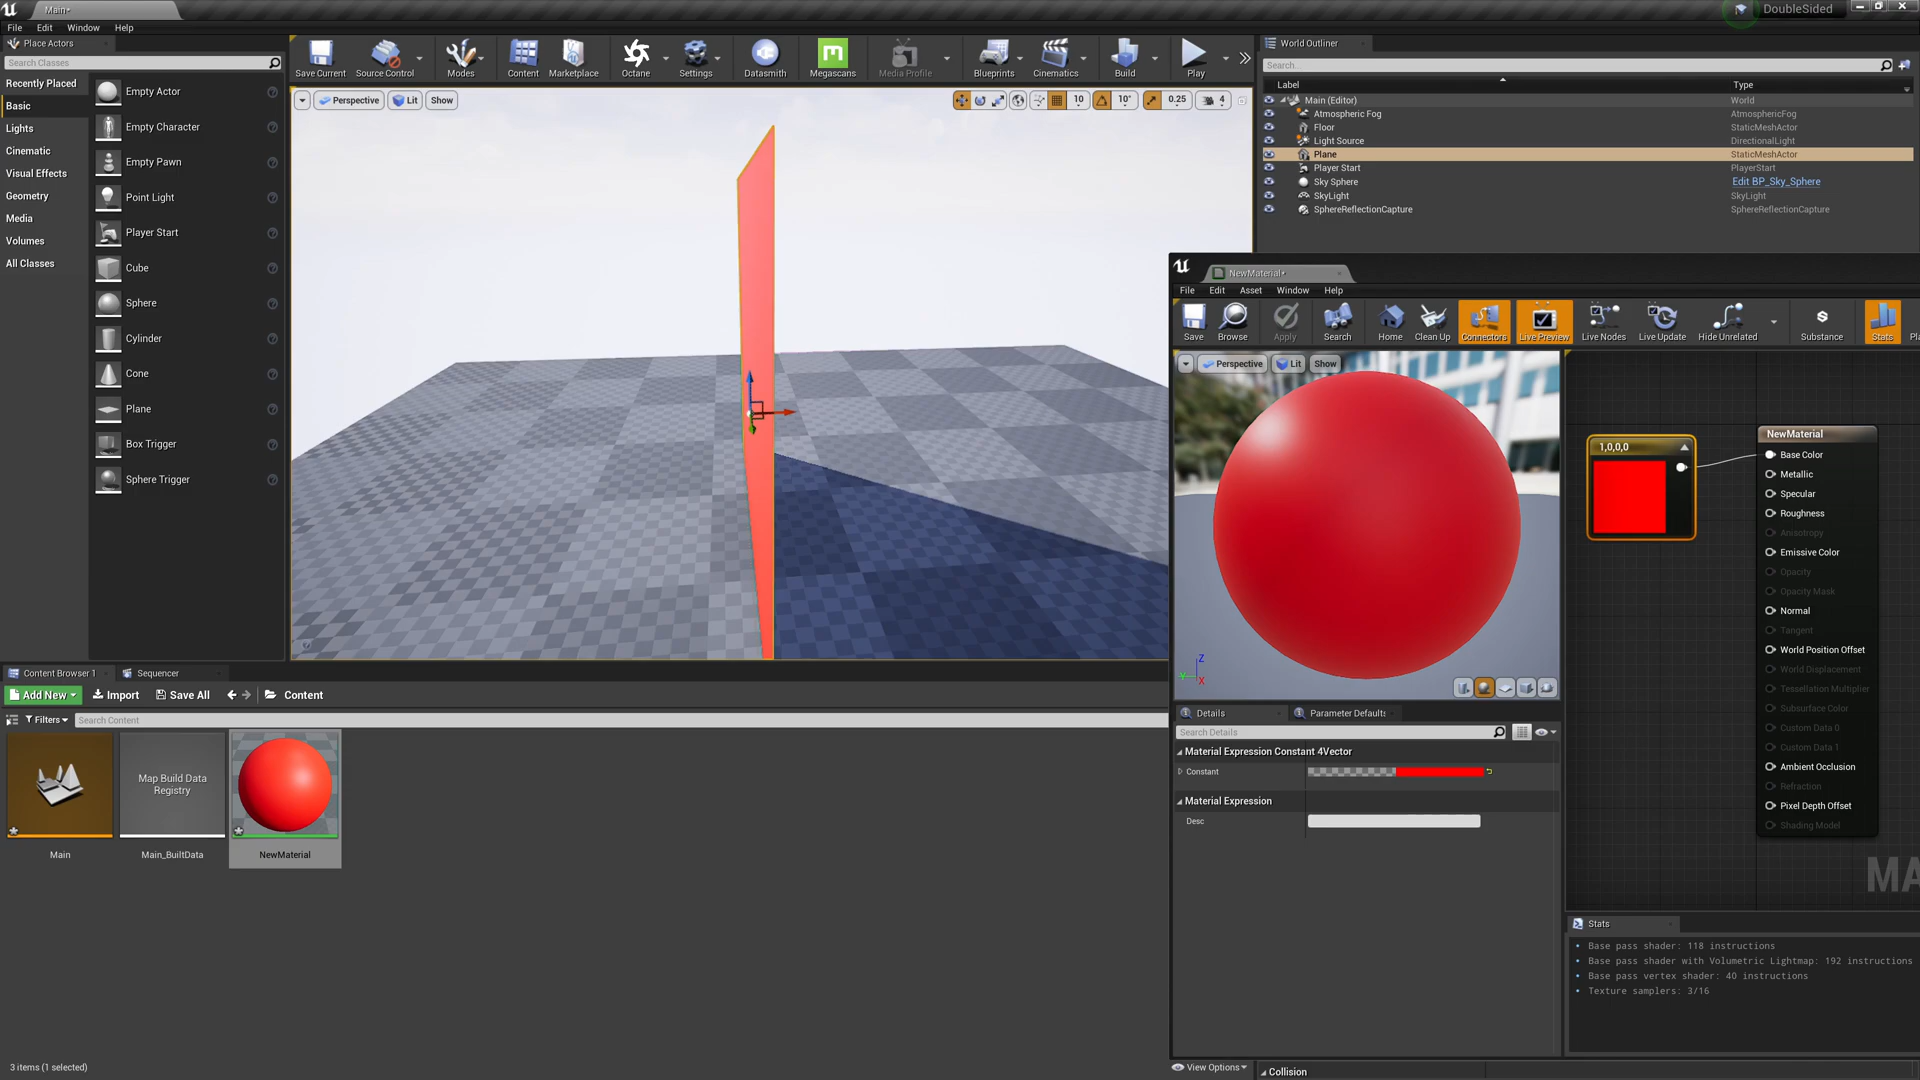 Main*
DoubleSided
File Edit Window Help
Place Actors
Search Classes
Recently Placed
Basic
Lights
Cinematic
Visual Effects
Geometry
Media
Volumes
All Classes
Empty Actor
Empty Character
Empty Pawn
Point Light
Player Start
Cube
Sphere
Cylinder
Cone
Plane
Box Trigger
Sphere Trigger
Save Current Source Control Modes Content Marketplace Octane Settings Datasmith Megascans Media Profile Blueprints Cinematics Build Play
Perspective Lit Show
10 10° 0.25 4
World Outliner
Search...
Label Type
Main (Editor) World
Atmospheric Fog AtmosphericFog
Floor StaticMeshActor
Light Source DirectionalLight
Plane StaticMeshActor
Player Start PlayerStart
Sky Sphere Edit BP_Sky_Sphere
SkyLight SkyLight
SphereReflectionCapture SphereReflectionCapture
NewMaterial*
File Edit Asset Window Help
Save Browse Apply Search Home Clean Up Connectors Live Preview Live Nodes Live Update Hide Unrelated Substance Stats Pla
Perspective Lit Show
Z
Y
X
1,0,0,0
NewMaterial
Base Color
Metallic
Specular
Roughness
Anisotropy
Emissive Color
Opacity
Opacity Mask
Normal
Tangent
World Position Offset
World Displacement
Tessellation Multiplier
Subsurface Color
Custom Data 0
Custom Data 1
Ambient Occlusion
Refraction
Pixel Depth Offset
Shading Model
MA
Details Parameter Defaults
Search Details
Material Expression Constant 4Vector
Constant
Material Expression
Desc
Stats
Base pass shader: 118 instructions
Base pass shader with Volumetric Lightmap: 192 instructions
Base pass vertex shader: 40 instructions
Texture samplers: 3/16
Content Browser 1 Sequencer
Add New Import Save All Content
Filters Search Content
Map Build Data
Registry
Main Main_BuiltData NewMaterial
3 items (1 selected)
View Options
Collision